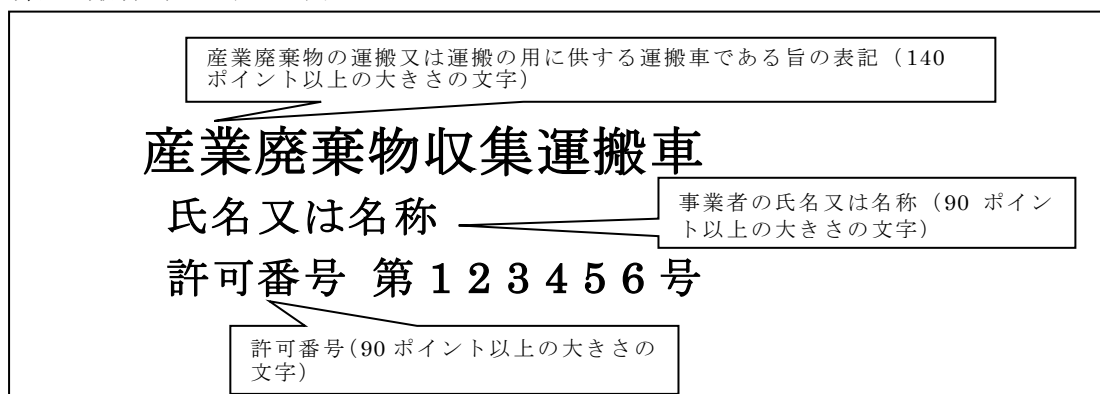 産業廃棄物の運搬又は運搬の用に供する運搬車である旨の表記（140
ポイント以上の大きさの文字）
産業廃棄物収集運搬車
氏名又は名称
事業者の氏名又は名称（90 ポイン
ト以上の大きさの文字）
許可番号 第１２３４５６号
許可番号（90 ポイント以上の大きさの
文字）